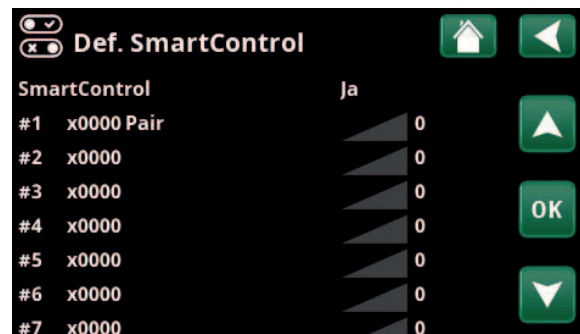 Def. SmartControl
SmartControl Ja
#1 x0000 Pair 0
#2 x0000 0
#3 x0000 0
#4 x0000 0
OK
#5 x0000 0
#6 x0000 0
#7 x0000 0